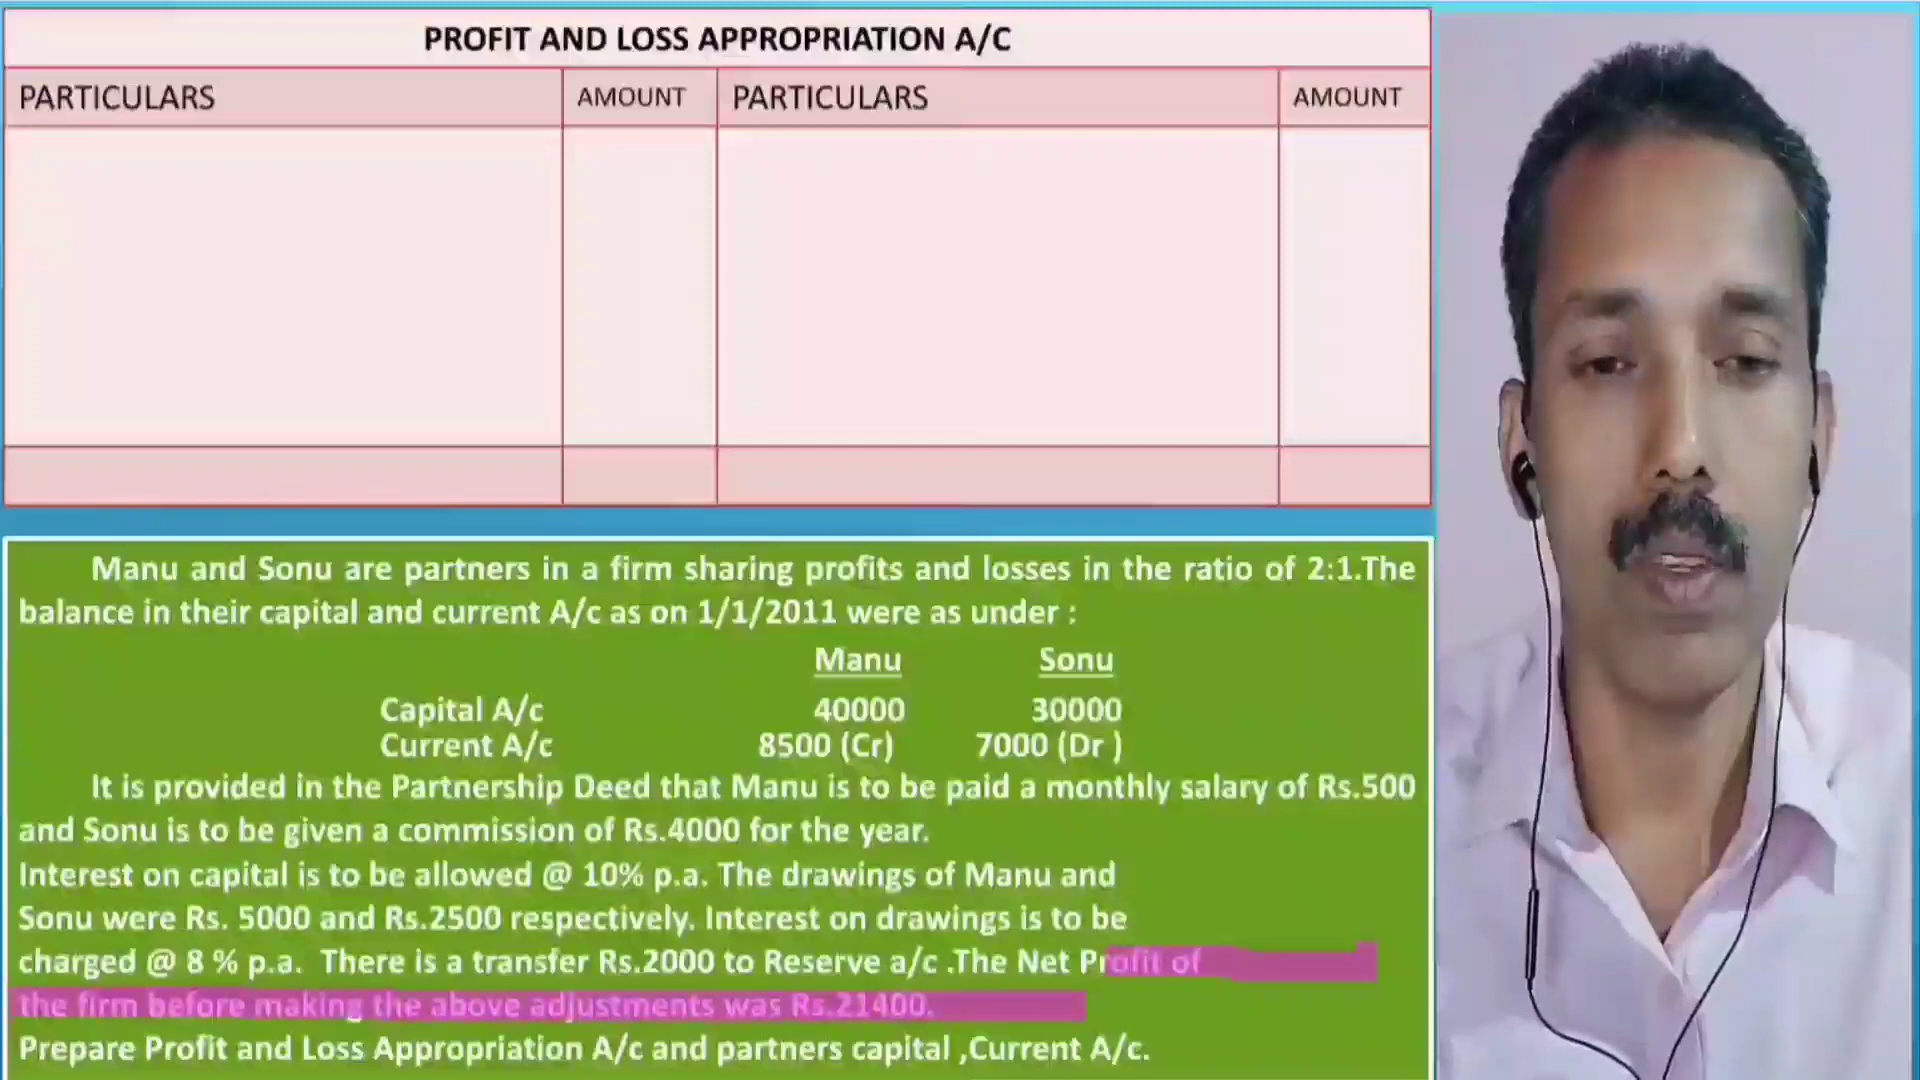 PROFIT AND LOSS APPROPRIATION A/C
PARTICULARS AMOUNT PARTICULARS AMOUNT
Manu and Sonu are partners in a firm sharing profits and losses in the ratio of 2:1.The
balance in their capital and current A/c as on 1/1/2011 were as under :
Manu Sonu
Capital A/c 40000 30000
Current A/c 8500 (Cr) 7000 (Dr )
It is provided in the Partnership Deed that Manu is to be paid a monthly salary of Rs.500
and Sonu is to be given a commission of Rs.4000 for the year.
Interest on capital is to be allowed @ 10% p.a. The drawings of Manu and
Sonu were Rs. 5000 and Rs.2500 respectively. Interest on drawings is to be
charged @ 8 % p.a. There is a transfer Rs.2000 to Reserve a/c .The Net Profit of
the firm before making the above adjustments was Rs.21400.
Prepare Profit and Loss Appropriation A/c and partners capital ,Current A/c.